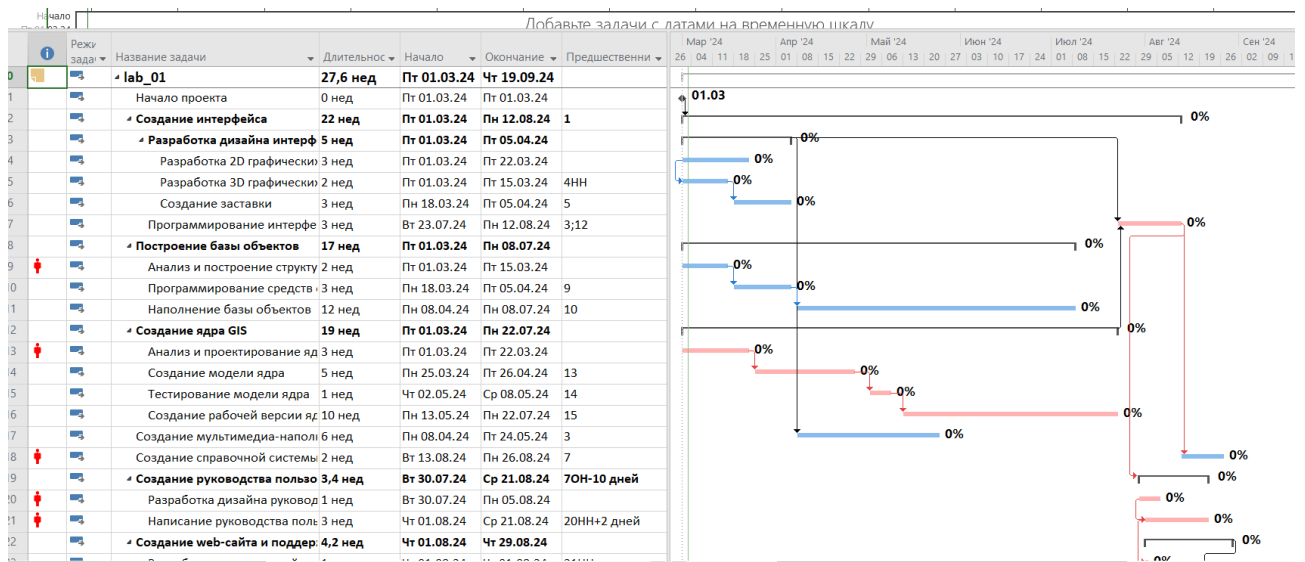 Начало
Добавьте задачи с датами на временную шкалу
Режи
зада
Название задачи
Длительнос
Начало
Окончание
Предшественни
Мар '24 Апр '24 Май '24 Июн '24 Июл '24 Авг '24 Сен '24
26 04 11 18 25 01 08 15 22 29 06 13 20 27 03 10 17 24 01 08 15 22 29 05 12 19 26 02 09
0 lab_01 27,6 нед Пт 01.03.24 Чт 19.09.24
1 Начало проекта 0 нед Пт 01.03.24 Пт 01.03.24 01.03
2 Создание интерфейса 22 нед Пт 01.03.24 Пн 12.08.24 1 0%
3 Разработка дизайна интерф 5 нед Пт 01.03.24 Пт 05.04.24 0%
4 Разработка 2D графических 3 нед Пт 01.03.24 Пт 22.03.24 0%
5 Разработка 3D графических 2 нед Пт 01.03.24 Пт 15.03.24 4НН 0%
6 Создание заставки 3 нед Пн 18.03.24 Пт 05.04.24 5 0%
7 Программирование интерфе 3 нед Вт 23.07.24 Пн 12.08.24 3;12 0%
8 Построение базы объектов 17 нед Пт 01.03.24 Пн 08.07.24 0%
9 Анализ и построение структу 2 нед Пт 01.03.24 Пт 15.03.24 0%
10 Программирование средств 3 нед Пн 18.03.24 Пт 05.04.24 9 0%
11 Наполнение базы объектов 12 нед Пн 08.04.24 Пн 08.07.24 10 0%
12 Создание ядра GIS 19 нед Пт 01.03.24 Пн 22.07.24 0%
13 Анализ и проектирование яд 3 нед Пт 01.03.24 Пт 22.03.24 0%
14 Создание модели ядра 5 нед Пн 25.03.24 Пт 26.04.24 13 0%
15 Тестирование модели ядра 1 нед Чт 02.05.24 Ср 08.05.24 14 0%
16 Создание рабочей версии яд 10 нед Пн 13.05.24 Пн 22.07.24 15 0%
17 Создание мультимедиа-напол 6 нед Пн 08.04.24 Пт 24.05.24 3 0%
18 Создание справочной системы 2 нед Вт 13.08.24 Пн 26.08.24 7 0%
19 Создание руководства пользо 3,4 нед Вт 30.07.24 Ср 21.08.24 7ОН-10 дней 0%
20 Разработка дизайна руковод 1 нед Вт 30.07.24 Пн 05.08.24 0%
21 Написание руководства поль 3 нед Чт 01.08.24 Ср 21.08.24 20НН+2 дней 0%
22 Создание web-сайта и поддер 4,2 нед Чт 01.08.24 Чт 29.08.24 0%
0%